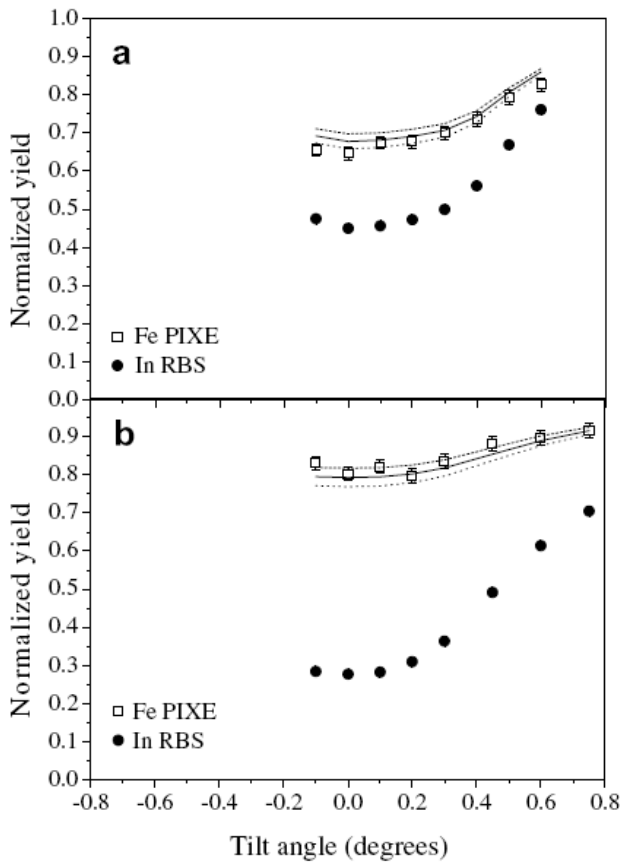 1.0
a
0.9
0.8
0.7
0.6
0.5
0.4
0.3
0.2
0.1
0.0
Normalized yield
Fe PIXE
In RBS
b
0.9
0.8
0.7
0.6
0.5
0.4
0.3
0.2
0.1
0.0
Normalized yield
Fe PIXE
In RBS
-0.8 -0.6 -0.4 -0.2 0.0 0.2 0.4 0.6 0.8
Tilt angle (degrees)